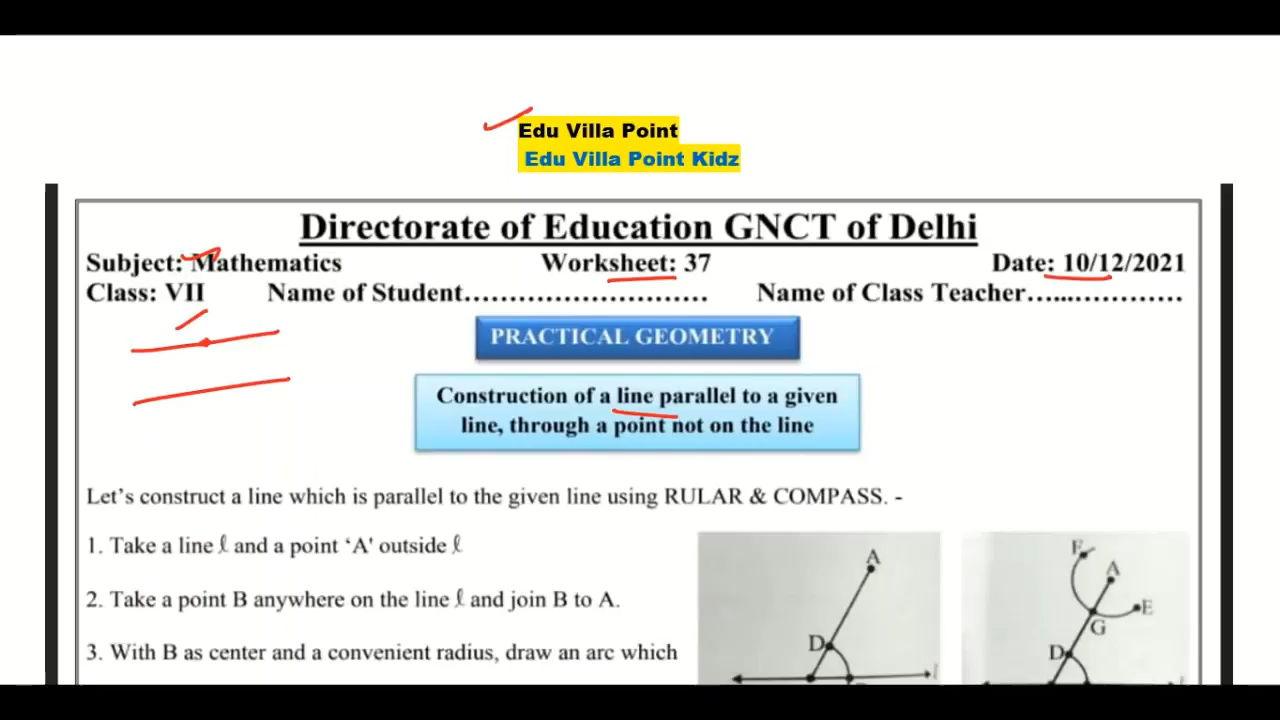 Edu Villa Point
Edu Villa Point Kidz
Directorate of Education GNCT of Delhi
Subject: Mathematics Worksheet: 37 Date: 10/12/2021
Class: VII Name of Student........................... Name of Class Teacher..................
PRACTICAL GEOMETRY
Construction of a line parallel to a given
line, through a point not on the line
Let's construct a line which is parallel to the given line using RULAR & COMPASS. -
1. Take a line ℓ and a point ‘A' outside ℓ
2. Take a point B anywhere on the line ℓ and join B to A.
3. With B as center and a convenient radius, draw an arc which
A
D
F
A
E
G
D